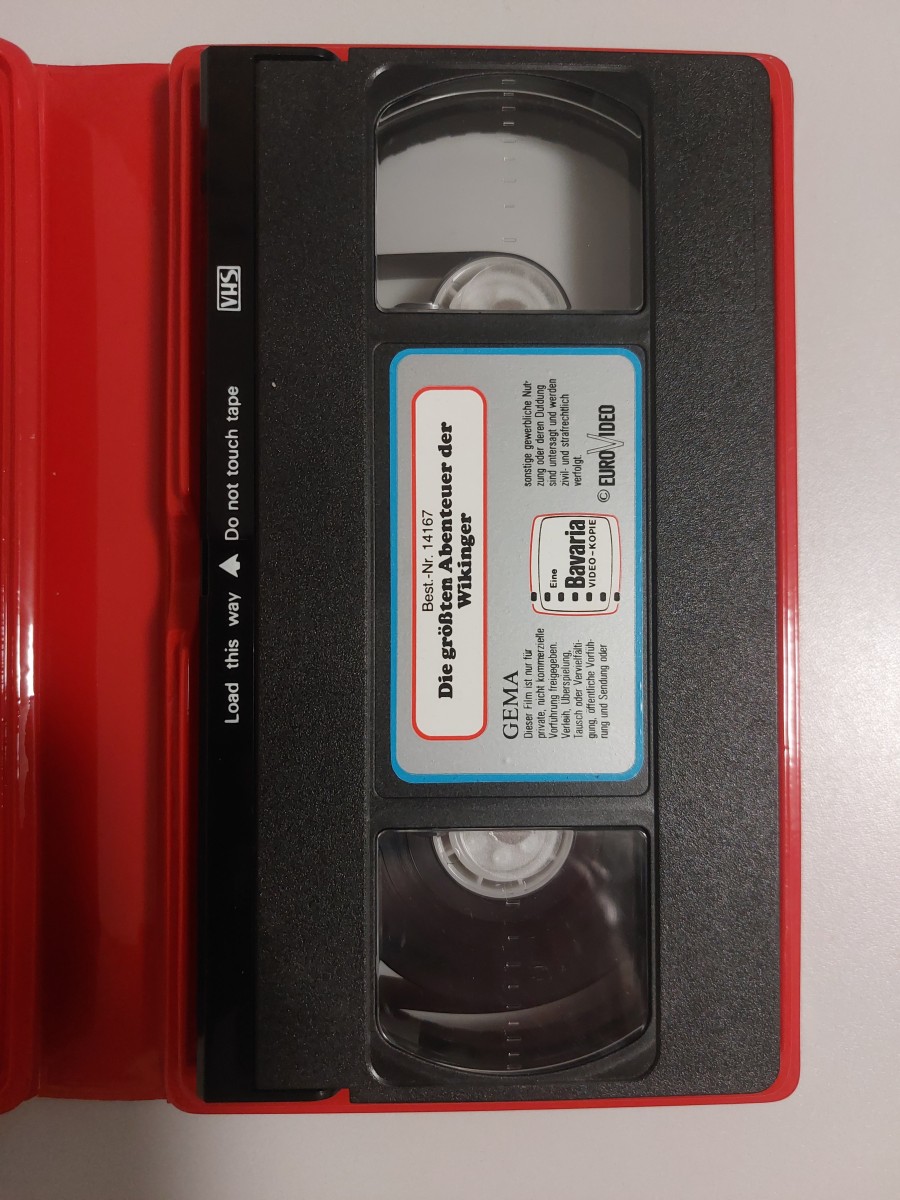 VHS
Load this way Do not touch tape
Best.-Nr. 14167
Die größten Abenteuer der
Wikinger
GEMA
Dieser Film ist nur für
private, nicht kommerzielle
Vorführung freigegeben.
Verleih, Überspielung,
Tausch oder Vervielfälti-
gung, öffentliche Vorfüh-
rung und Sendung oder
Eine
Bavaria
VIDEO-KOPIE
sonstige gewerbliche Nut-
zung oder deren Duldung
sind untersagt und werden
zivil- und strafrechtlich
verfolgt.
© EUROVIDEO